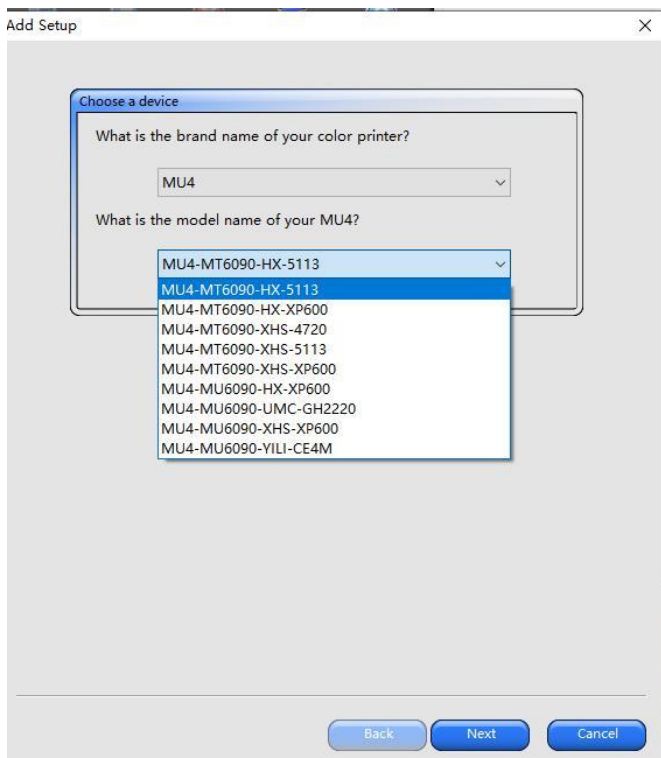 Add Setup
Choose a device
What is the brand name of your color printer?
MU4
What is the model name of your MU4?
MU4-MT6090-HX-5113
MU4-MT6090-HX-5113
MU4-MT6090-HX-XP600
MU4-MT6090-XHS-4720
MU4-MT6090-XHS-5113
MU4-MT6090-XHS-XP600
MU4-MU6090-HX-XP600
MU4-MU6090-UMC-GH2220
MU4-MU6090-XHS-XP600
MU4-MU6090-YILI-CE4M
Back Next Cancel